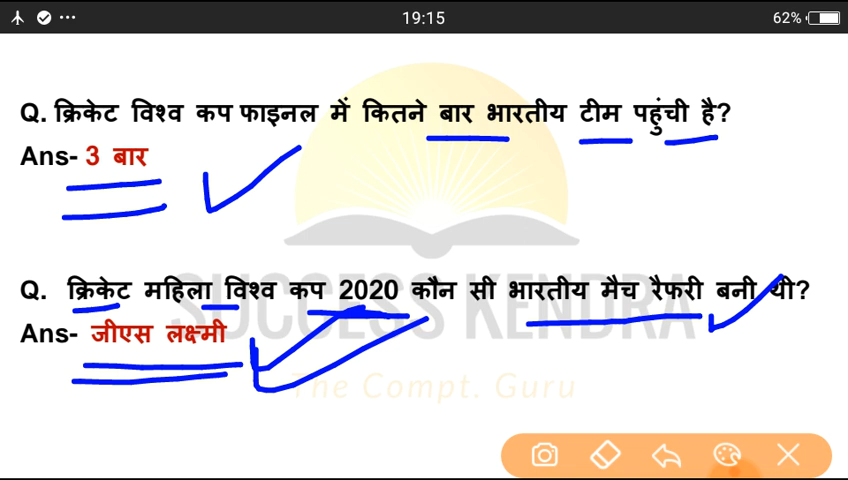 19:15
62%
Q. क्रिकेट विश्व कप फाइनल में कितने बार भारतीय टीम पहुंची है?
Ans- 3 बार
Q. क्रिकेट महिला विश्व कप 2020 कौन सी भारतीय मैच रैफरी बनी थी?
SUCCESS KENDRA
Ans- जीएस लक्ष्मी
The Compt. Guru